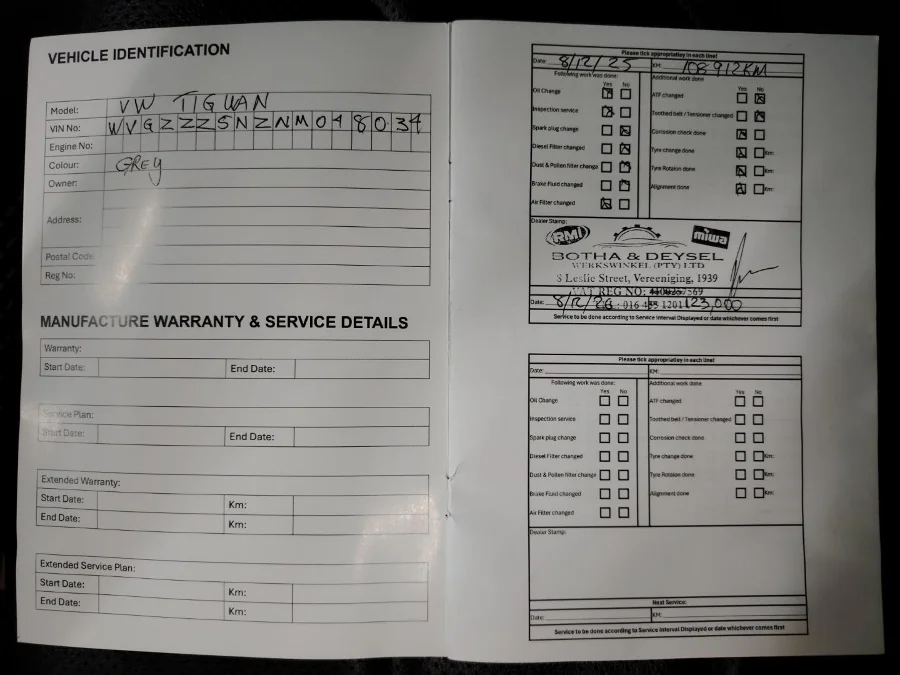 VEHICLE IDENTIFICATION
Model: VW TIGUAN
VIN No: WVGZZZ5NZNM048034
Engine No:
Colour: GREY
Owner:
Address:
Postal Code
Reg No:
MANUFACTURE WARRANTY & SERVICE DETAILS
Warranty:
Start Date: End Date:
Service Plan:
Start Date: End Date:
Extended Warranty:
Start Date: Km:
End Date: Km:
Extended Service Plan:
Start Date: Km:
End Date: Km:
Please tick appropriatley in each line!
Date: 8/12/25 KM: 108 912KM
Following work was done: Additional work done
Yes No Yes No
Oil Change ATF changed
Inspection service Toothed belt / Tensioner changed
Spark plug change Corrosion check done
Diesel Filter changed Tyre change done Km:
Dust & Pollen filter change Tyre Rotation done Km:
Brake Fluid changed Alignment done Km:
Air Filter changed
Dealer Stamp:
RMI miwa
BOTHA & DEYSEL
WERKSWINKEL (PTY) LTD
8 Leslie Street, Vereeniging, 1939
VAT REG NO:
Date: 8/12/26 : 016 1201 123,000
Service to be done according to Service Interval Displayed or date whichever comes first
Please tick appropriatley in each line!
Date: KM:
Following work was done: Additional work done
Yes No Yes No
Oil Change ATF changed
Inspection service Toothed belt / Tensioner changed
Spark plug change Corrosion check done
Diesel Filter changed Tyre change done Km:
Dust & Pollen filter change Tyre Rotation done Km:
Brake Fluid changed Alignment done Km:
Air Filter changed
Dealer Stamp:
Next Service:
Date: KM:
Service to be done according to Service Interval Displayed or date whichever comes first